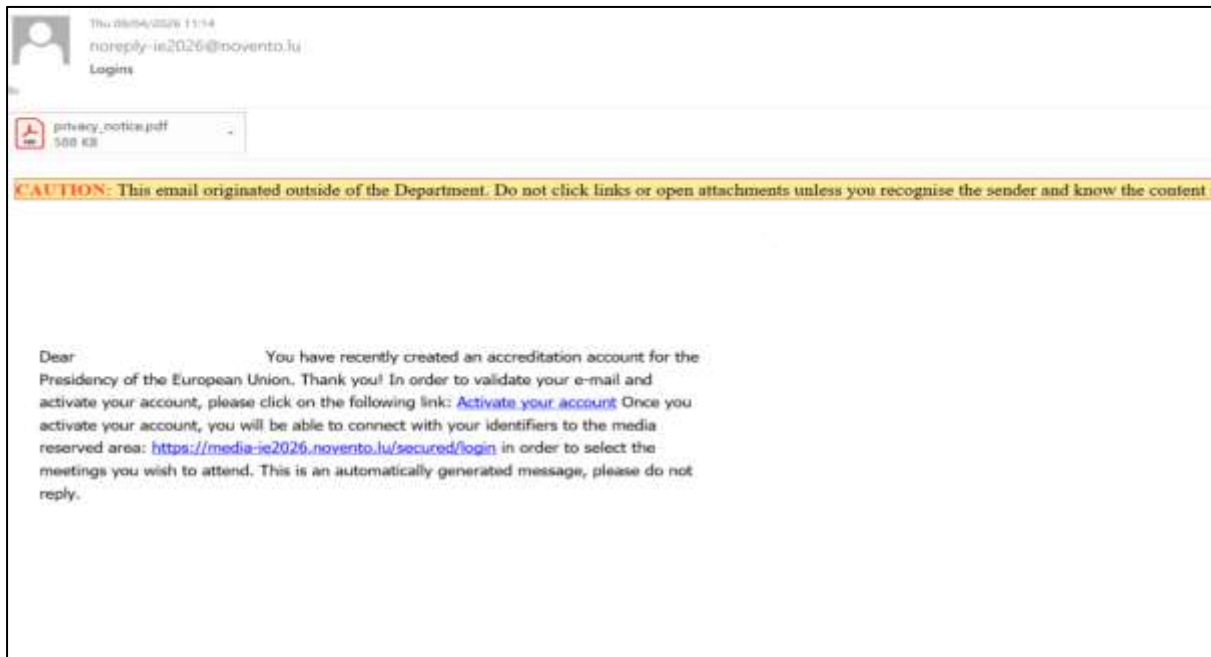 Thu 09/04/2026 11:14
noreply-ie2026@novento.lu
Logins
privacy_notice.pdf
588 KB
CAUTION: This email originated outside of the Department. Do not click links or open attachments unless you recognise the sender and know the content
Dear You have recently created an accreditation account for the
Presidency of the European Union. Thank you! In order to validate your e-mail and
activate your account, please click on the following link: Activate your account Once you
activate your account, you will be able to connect with your identifiers to the media
reserved area: https://media-ie2026.novento.lu/secured/login in order to select the
meetings you wish to attend. This is an automatically generated message, please do not
reply.